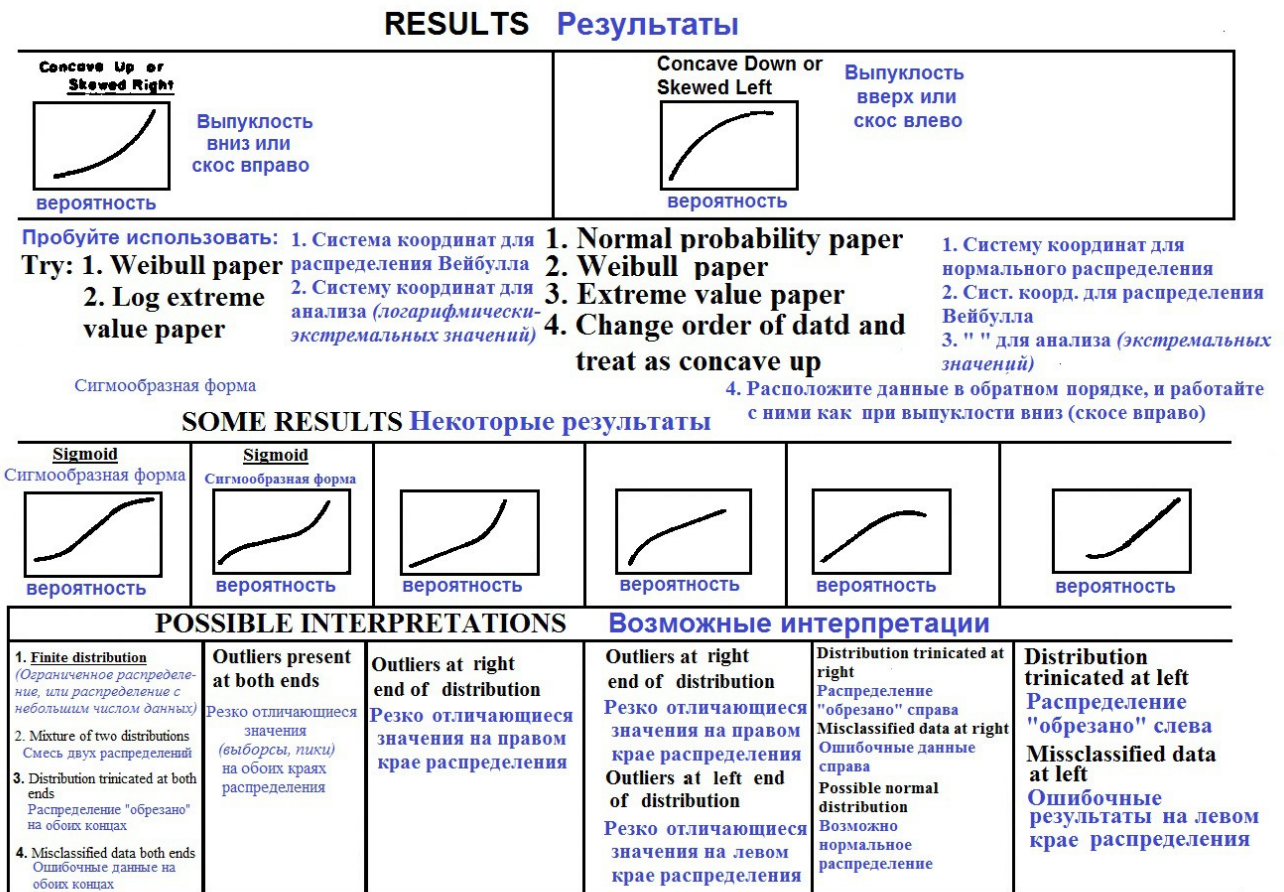 RESULTS Результаты
Concave Up or
Skewed Right
Выпуклость
вниз или
скос вправо
вероятность
Concave Down or
Skewed Left
Выпуклость
вверх или
скос влево
вероятность
Пробуйте использовать:
Try: 1. Weibull paper
2. Log extreme
value paper
1. Система координат для
распределения Вейбулла
2. Систему координат для
анализа (логарифмически-
экстремальных значений)
1. Normal probability paper
2. Weibull paper
3. Extreme value paper
4. Change order of datd and
treat as concave up
1. Систему координат для
нормального распределения
2. Сист. коорд. для распределения
Вейбулла
3. " " для анализа (экстремальных
значений)
4. Расположите данные в обратном порядке, и работайте
с ними как при выпуклости вниз (скосе вправо)
Сигмообразная форма
SOME RESULTS Некоторые результаты
Sigmoid
Сигмообразная форма
вероятность
Sigmoid
Сигмообразная форма
вероятность
вероятность
вероятность
вероятность
вероятность
POSSIBLE INTERPRETATIONS Возможные интерпретации
1. Finite distribution
(Ограниченное распределе-
ние, или распределение с
небольшим числом данных)
2. Mixture of two distributions
Смесь двух распределений
3. Distribution trinicated at both
ends
Распределение "обрезано"
на обоих концах
4. Misclassified data both ends
Ошибочные данные на
обоих концах
Outliers present
at both ends
Резко отличающиеся
значения
(выборсы, пики)
на обоих краях
распределения
Outliers at right
end of distribution
Резко отличающиеся
значения на правом
крае распределения
Outliers at right
end of distribution
Резко отличающиеся
значения на правом
крае распределения
Outliers at left end
of distribution
Резко отличающиеся
значения на левом
крае распределения
Distribution trinicated at
right
Распределение
"обрезано" справа
Misclassified data at right
Ошибочные данные
справа
Possible normal
distribution
Возможно
нормальное
распределение
Distribution
trinicated at left
Распределение
"обрезано" слева
Missclassified data
at left
Ошибочные
результаты на левом
крае распределения